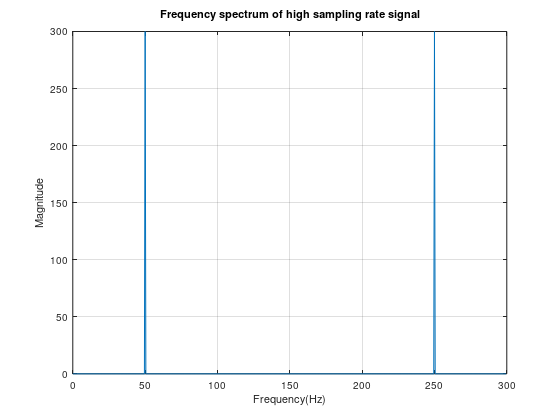 Frequency spectrum of high sampling rate signal
300
250
200
150
100
50
0
Magnitude
0 50 100 150 200 250 300
Frequency(Hz)